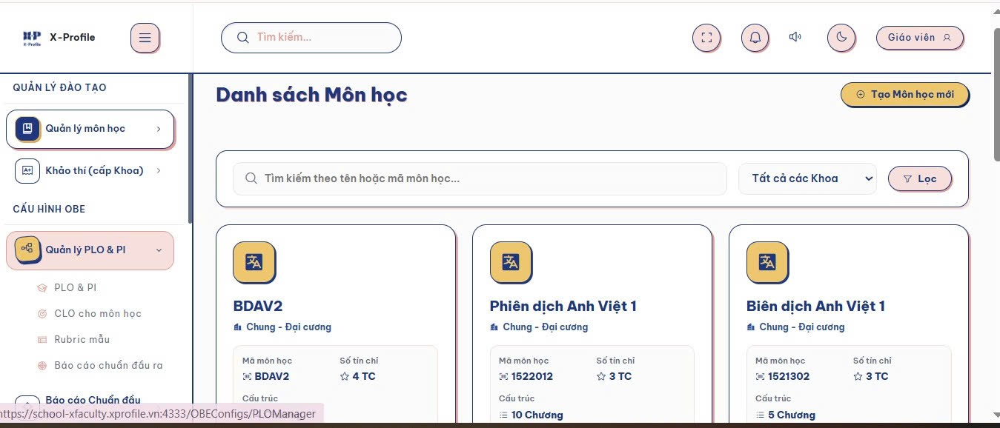 X-P
X-Profile
X-Profile
Tìm kiếm...
Giáo viên
QUẢN LÝ ĐÀO TẠO
Quản lý môn học
Khảo thí (cấp Khoa)
CẤU HÌNH OBE
Quản lý PLO & PI
PLO & PI
CLO cho môn học
Rubric mẫu
Báo cáo chuẩn đầu ra
Báo cáo Chuẩn đầu
https://school-xfaculty.xprofile.vn:4333/OBEConfigs/PLOManager
Danh sách Môn học
Tạo Môn học mới
Tìm kiếm theo tên hoặc mã môn học...
Tất cả các Khoa
Lọc
BDAV2
Chung - Đại cương
Mã môn học
Số tín chỉ
BDAV2
4 TC
Cấu trúc
Phiên dịch Anh Việt 1
Chung - Đại cương
Mã môn học
Số tín chỉ
1522012
3 TC
Cấu trúc
10 Chương
Biên dịch Anh Việt 1
Chung - Đại cương
Mã môn học
Số tín chỉ
1521302
3 TC
Cấu trúc
5 Chương